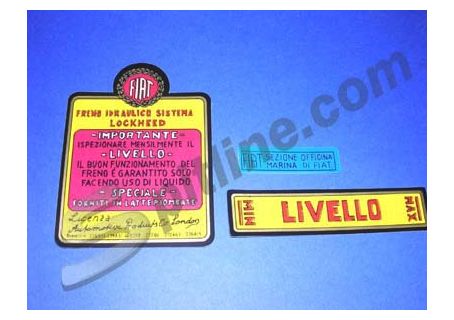 FIAT
FRENO IDRAULICO SISTEMA
LOCKHEED
-IMPORTANTE-
ISPEZIONARE MENSILMENTE IL
-LIVELLO-
IL BUON FUNZIONAMENTO DEL
FRENO È GARANTITO SOLO
FACENDO USO DI LIQUIDO
-SPECIALE-
FORNITI IN LATTE PIOMBATE
Licenza
Automotive Products Co London
FIAT SEZIONE OFFICINA
MARINA DI FIAT
MIN LIVELLO MAX
line.com